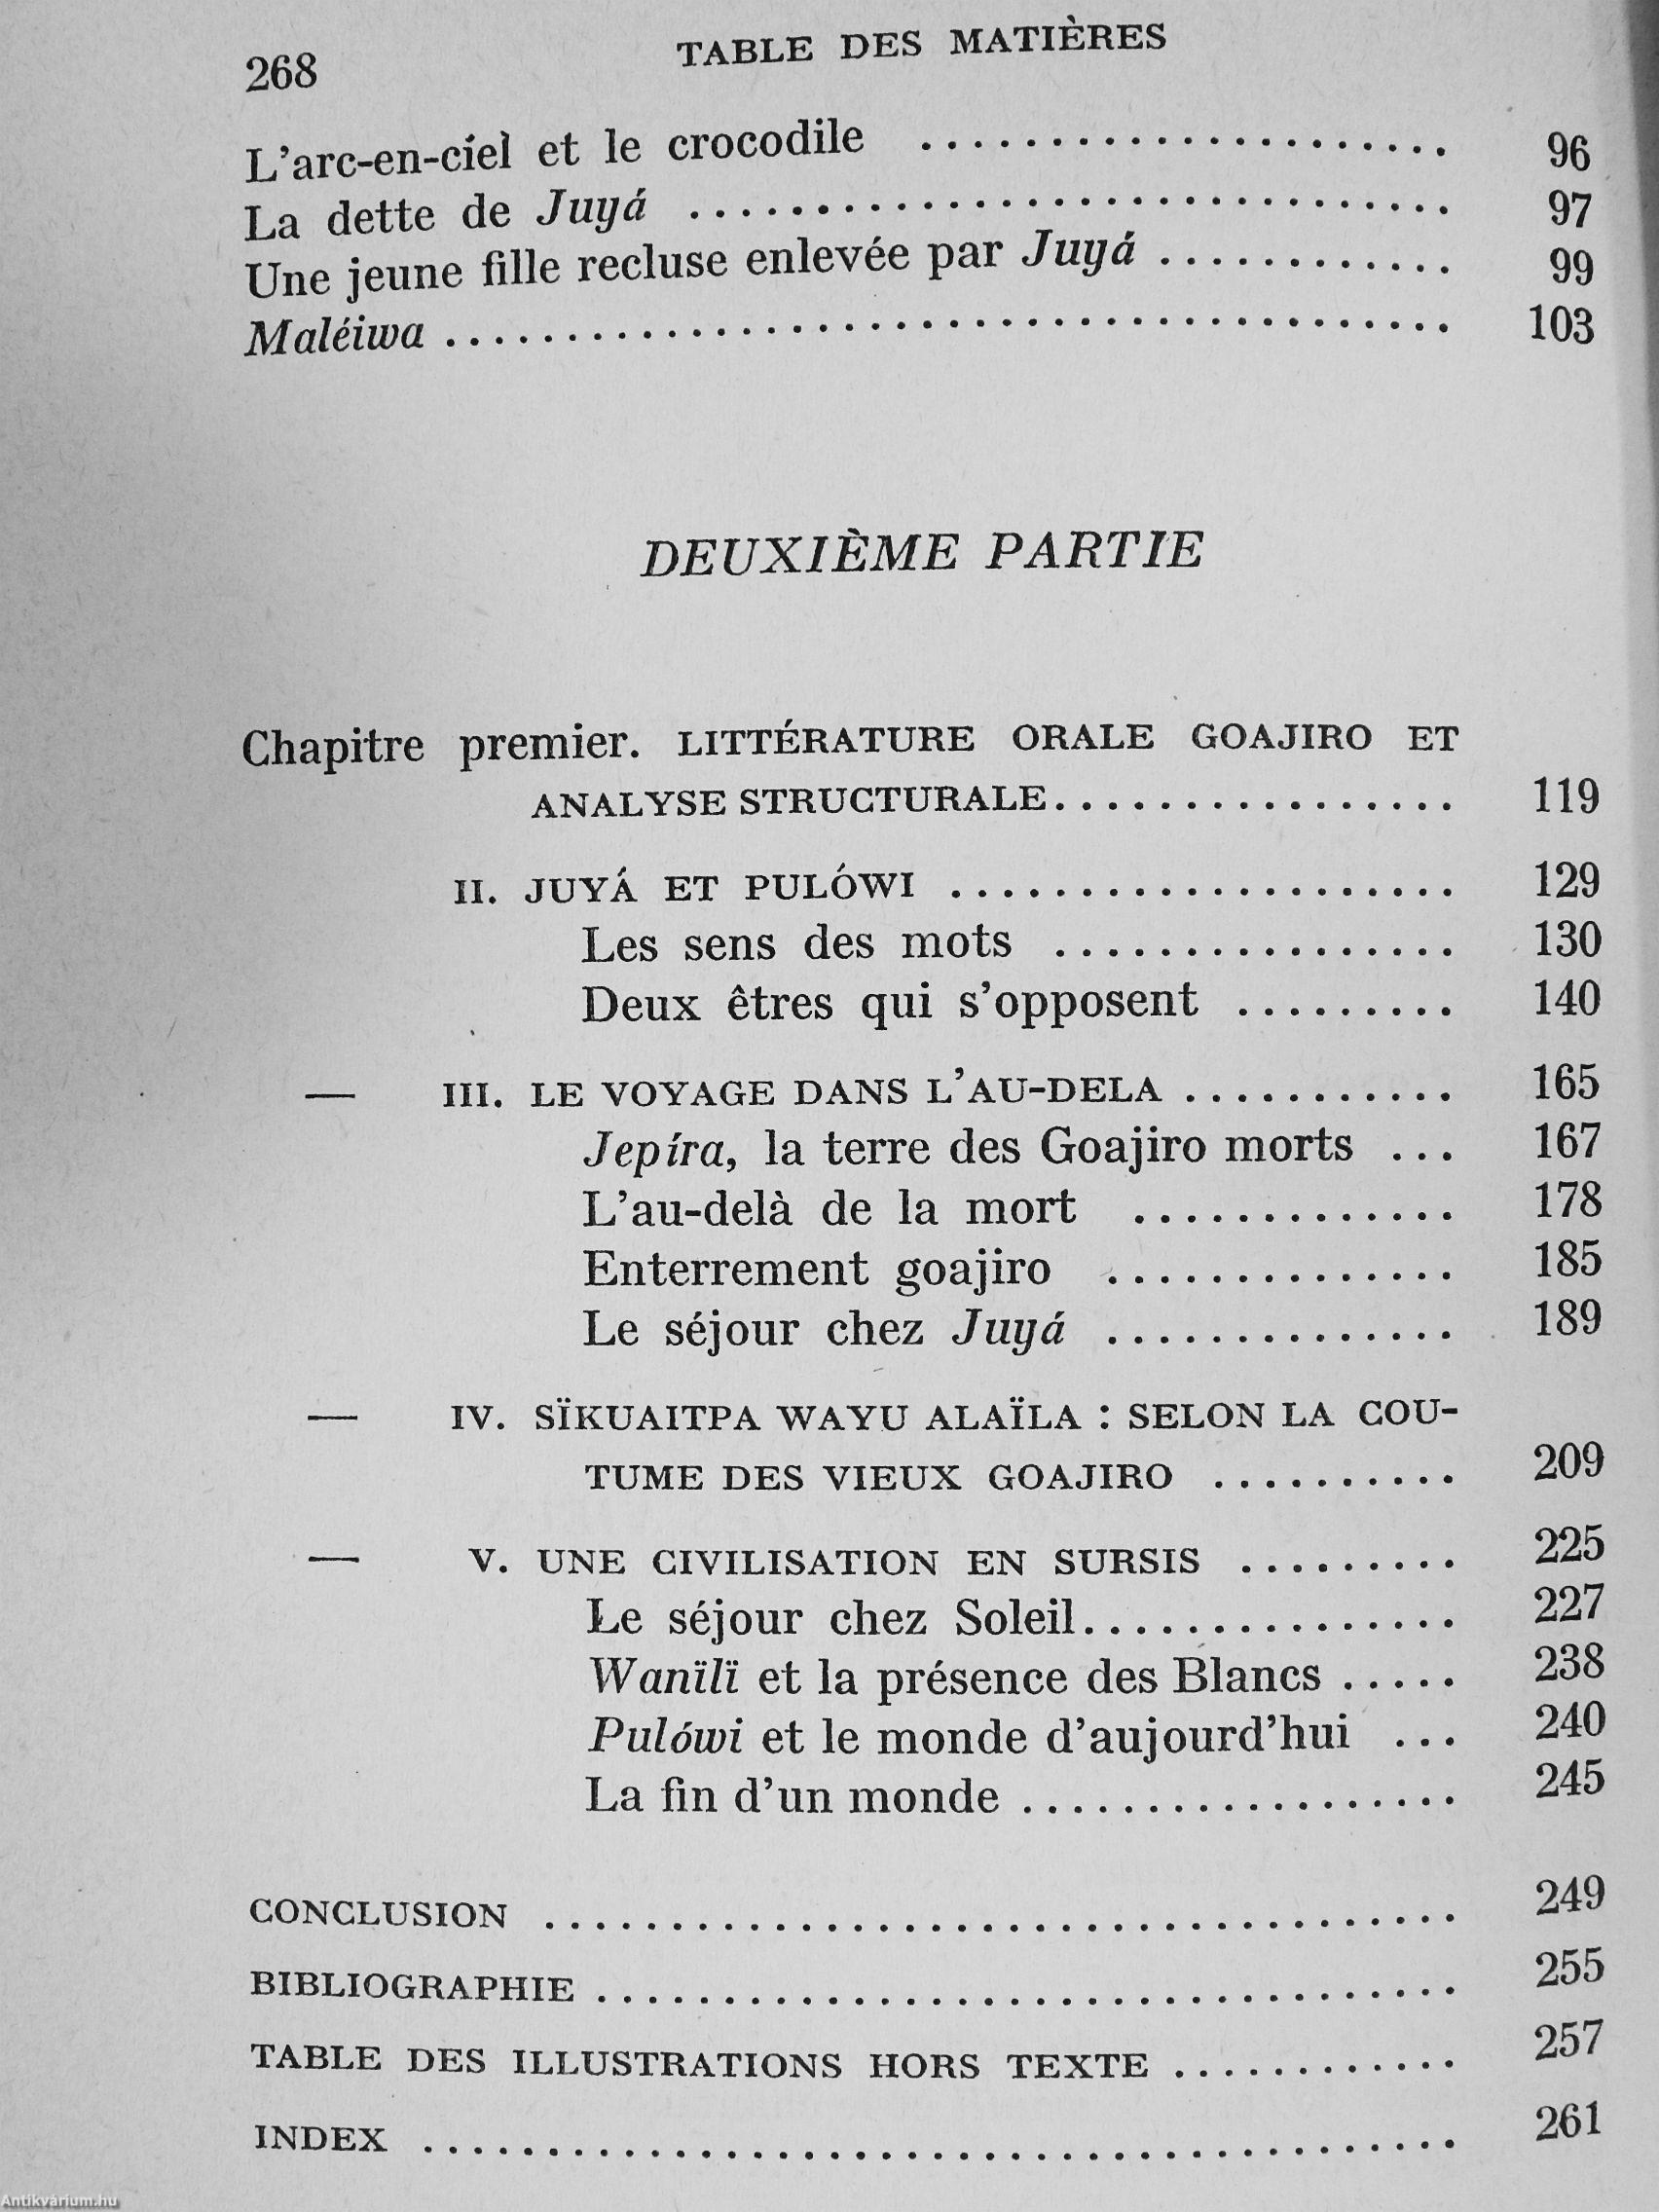 268 TABLE DES MATIÈRES
L'arc-en-ciel et le crocodile .................... 96
La dette de Juyá .............................. 97
Une jeune fille recluse enlevée par Juyá ............ 99
Maléiwa ....................................... 103
DEUXIÈME PARTIE
Chapitre premier. LITTÉRATURE ORALE GOAJIRO ET
ANALYSE STRUCTURALE................ 119
II. JUYÁ ET PULÓWI .................... 129
Les sens des mots ................ 130
Deux êtres qui s'opposent ......... 140
— III. LE VOYAGE DANS L'AU-DELA ........... 165
Jepíra, la terre des Goajiro morts ... 167
L'au-delà de la mort ............. 178
Enterrement goajiro .............. 185
Le séjour chez Juyá .............. 189
— IV. SÏKUAITPA WAYU ALAÏLA : SELON LA COU-
TUME DES VIEUX GOAJIRO .......... 209
— V. UNE CIVILISATION EN SURSIS ......... 225
Le séjour chez Soleil............... 227
Wanïlï et la présence des Blancs ..... 238
Pulówi et le monde d'aujourd'hui ... 240
La fin d'un monde ................. 245
CONCLUSION .................................... 249
BIBLIOGRAPHIE .................................. 255
TABLE DES ILLUSTRATIONS HORS TEXTE ........... 257
INDEX ......................................... 261
Antikvárium.hu